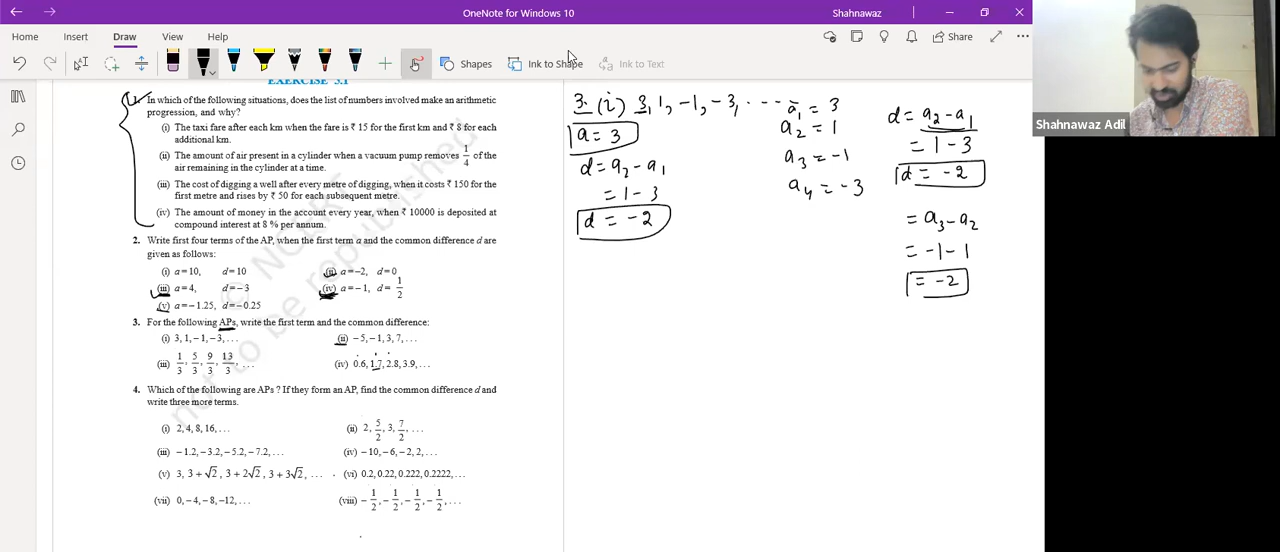 OneNote for Windows 10
Shahnawaz
Home Insert Draw View Help
Share
Shapes Ink to Shape Ink to Text
EXERCISE 5.1
1. In which of the following situations, does the list of numbers involved make an arithmetic
progression, and why?
(i) The taxi fare after each km when the fare is ₹ 15 for the first km and ₹ 8 for each
additional km.
(ii) The amount of air present in a cylinder when a vacuum pump removes 1/4 of the
air remaining in the cylinder at a time.
(iii) The cost of digging a well after every metre of digging, when it costs ₹ 150 for the
first metre and rises by ₹ 50 for each subsequent metre.
(iv) The amount of money in the account every year, when ₹ 10000 is deposited at
compound interest at 8 % per annum.
2. Write first four terms of the AP, when the first term a and the common difference d are
given as follows:
(i) a = 10, d = 10 (ii) a = –2, d = 0
(iii) a = 4, d = – 3 (iv) a = – 1, d = 1/2
(v) a = – 1.25, d = – 0.25
3. For the following APs, write the first term and the common difference:
(i) 3, 1, – 1, – 3, . . . (ii) – 5, – 1, 3, 7, . . .
(iii) 1/3, 5/3, 9/3, 13/3, . . . (iv) 0.6, 1.7, 2.8, 3.9, . . .
4. Which of the following are APs ? If they form an AP, find the common difference d and
write three more terms.
(i) 2, 4, 8, 16, . . . (ii) 2, 5/2, 3, 7/2, . . .
(iii) – 1.2, – 3.2, – 5.2, – 7.2, . . . (iv) – 10, – 6, – 2, 2, . . .
(v) 3, 3 + √2, 3 + 2√2, 3 + 3√2, . . . (vi) 0.2, 0.22, 0.222, 0.2222, . . .
(vii) 0, – 4, – 8, –12, . . . (viii) – 1/2, – 1/2, – 1/2, – 1/2, . . .
© NCERT
not to be republished
3. (i) 3, 1, -1, -3, ....
a = 3
d = a₂ - a₁
= 1 - 3
d = -2
a₁ = 3
a₂ = 1
a₃ = -1
a₄ = -3
d = a₂ - a₁
= 1 - 3
d = -2
= a₃ - a₂
= -1 - 1
= -2
Shahnawaz Adil